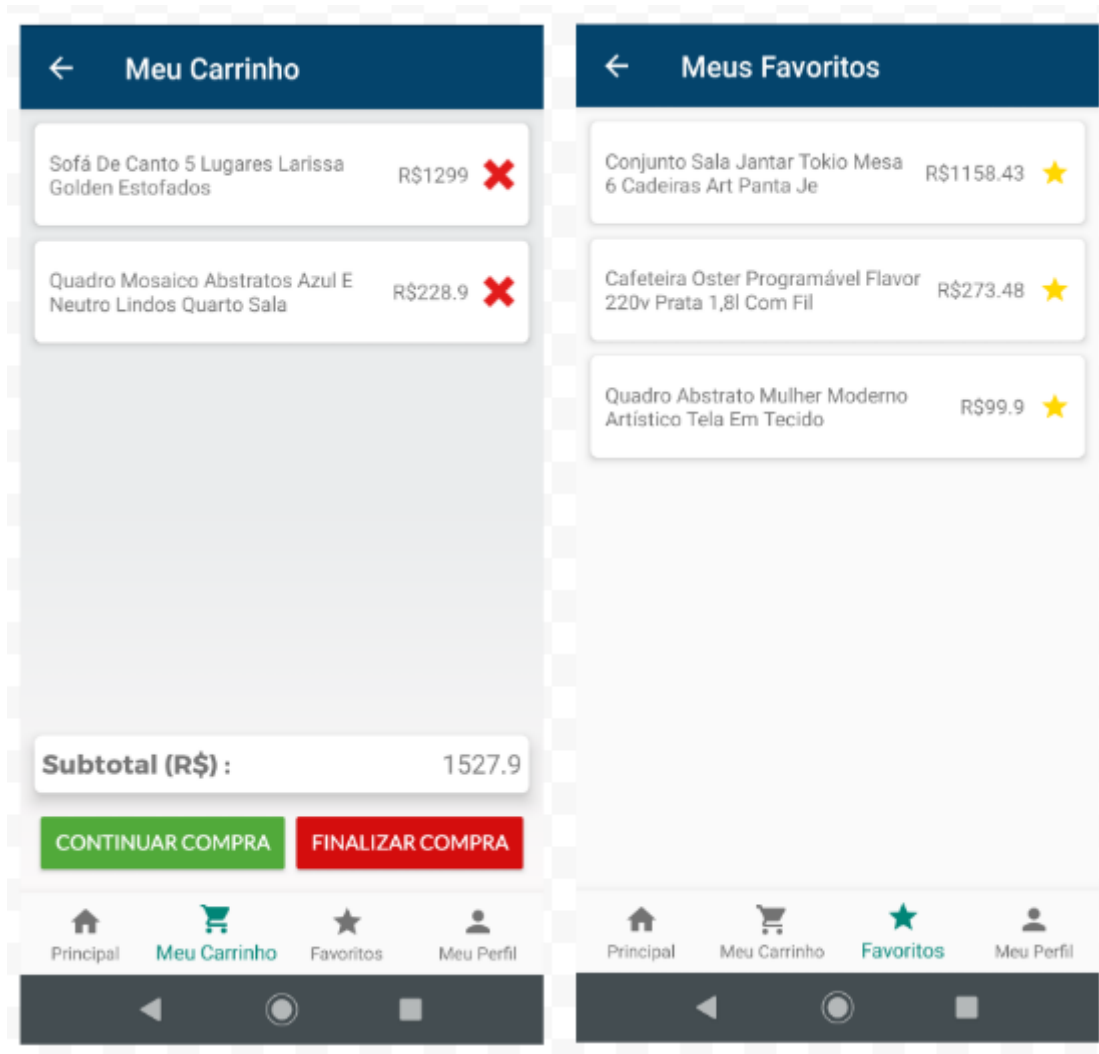 Meu Carrinho
Sofá De Canto 5 Lugares Larissa
Golden Estofados
R$1299
Quadro Mosaico Abstratos Azul E
Neutro Lindos Quarto Sala
R$228.9
Subtotal (R$) :
1527.9
CONTINUAR COMPRA
FINALIZAR COMPRA
Principal
Meu Carrinho
Favoritos
Meu Perfil
Meus Favoritos
Conjunto Sala Jantar Tokio Mesa
6 Cadeiras Art Panta Je
R$1158.43
Cafeteira Oster Programável Flavor
220v Prata 1,8l Com Fil
R$273.48
Quadro Abstrato Mulher Moderno
Artístico Tela Em Tecido
R$99.9
Principal
Meu Carrinho
Favoritos
Meu Perfil